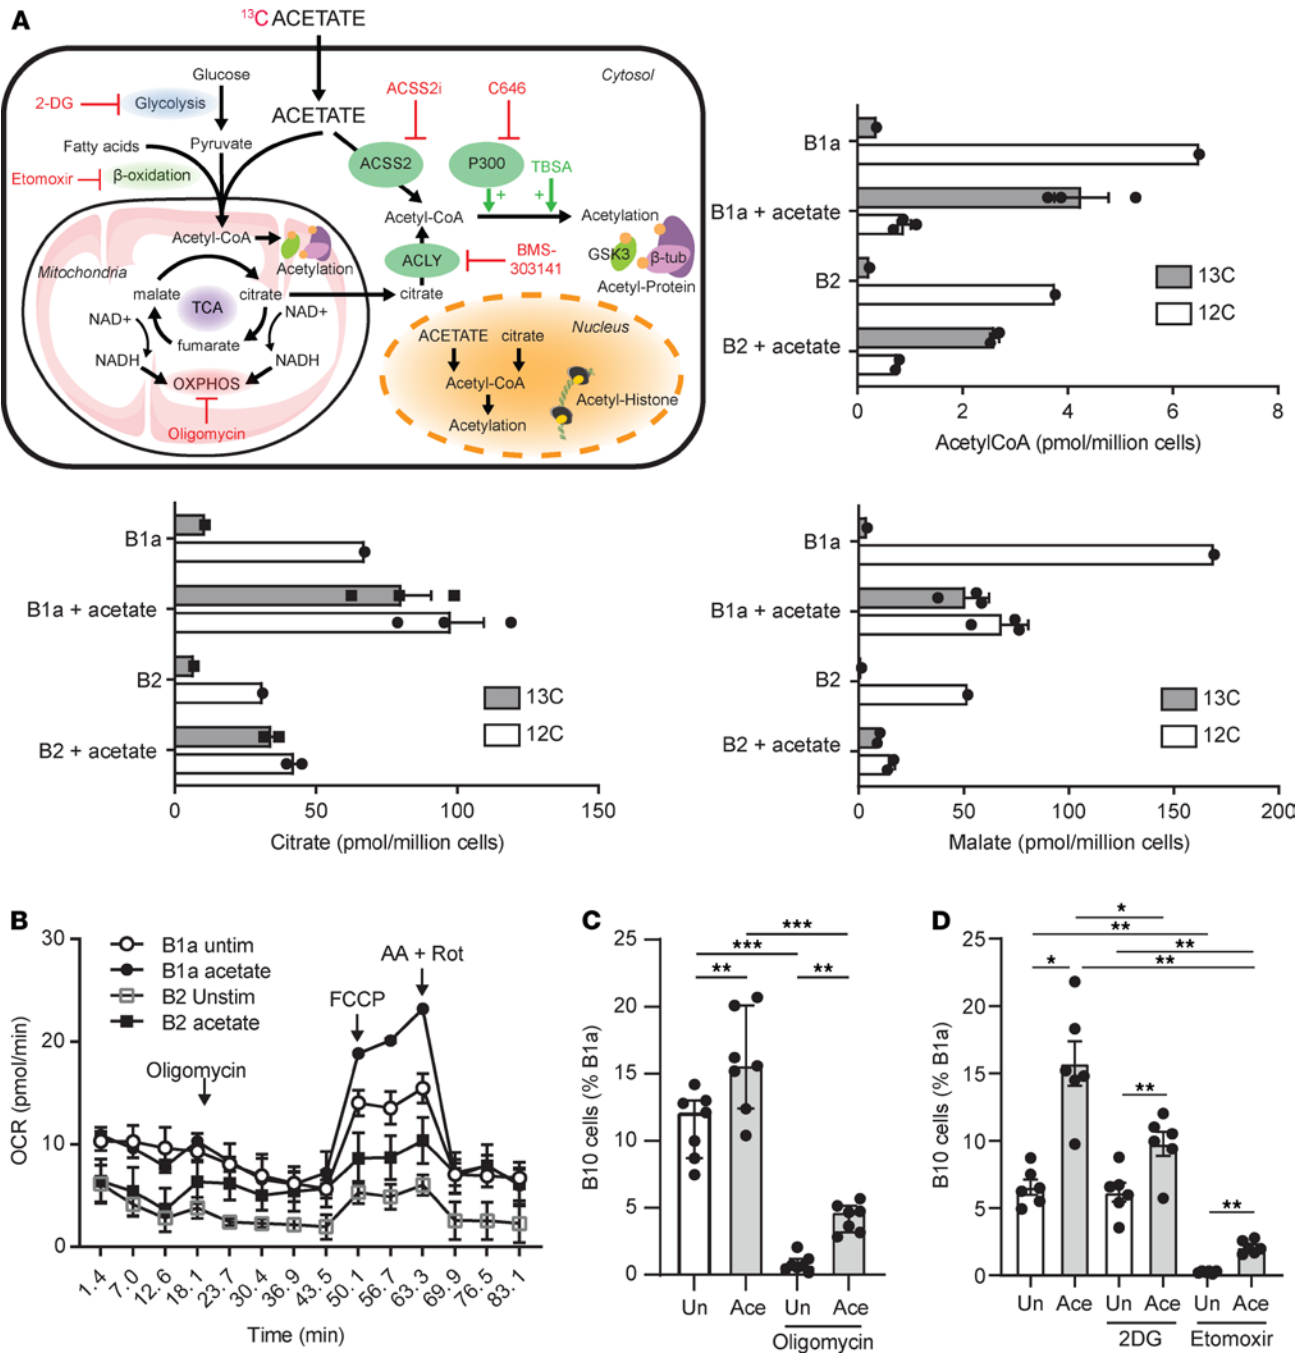 A
13C ACETATE
Cytosol
Glucose
2-DG
Glycolysis
ACETATE
ACSS2i
C646
Fatty acids
Pyruvate
Etomoxir
β-oxidation
ACSS2
P300
TBSA
+
+
Acetyl-CoA
Acetylation
GSK3
β-tub
Acetyl-Protein
Acetyl-CoA
Acetylation
Mitochondria
ACLY
BMS-
303141
malate
TCA
citrate
citrate
NAD+
NAD+
fumarate
NADH
NADH
OXPHOS
Oligomycin
Nucleus
ACETATE
citrate
Acetyl-CoA
Acetyl-Histone
Acetylation
B1a
B1a + acetate
B2
B2 + acetate
13C
12C
0 2 4 6 8
AcetylCoA (pmol/million cells)
B1a
B1a + acetate
B2
B2 + acetate
13C
12C
0 50 100 150
Citrate (pmol/million cells)
B1a
B1a + acetate
B2
B2 + acetate
13C
12C
0 50 100 150 200
Malate (pmol/million cells)
B
OCR (pmol/min)
30
20
10
0
B1a untim
B1a acetate
B2 Unstim
B2 acetate
Oligomycin
FCCP
AA + Rot
1.4 7.0 12.6 18.1 23.7 30.4 36.9 43.5 50.1 56.7 63.3 69.9 76.5 83.1
Time (min)
C
B10 cells (% B1a)
25
20
15
10
5
0
***
***
**
**
Un Ace Un Ace
Oligomycin
D
B10 cells (% B1a)
25
20
15
10
5
0
*
**
**
*
**
**
**
Un Ace Un Ace Un Ace
2DG Etomoxir